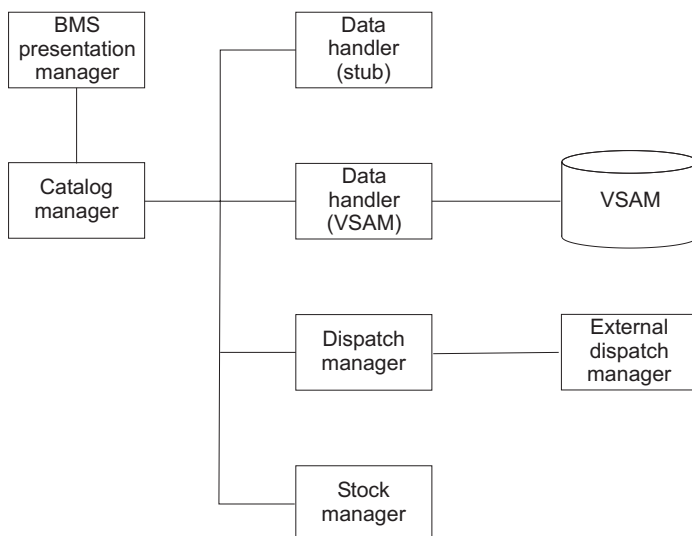 BMS
presentation
manager
Data
handler
(stub)
Catalog
manager
Data
handler
(VSAM)
VSAM
Dispatch
manager
External
dispatch
manager
Stock
manager